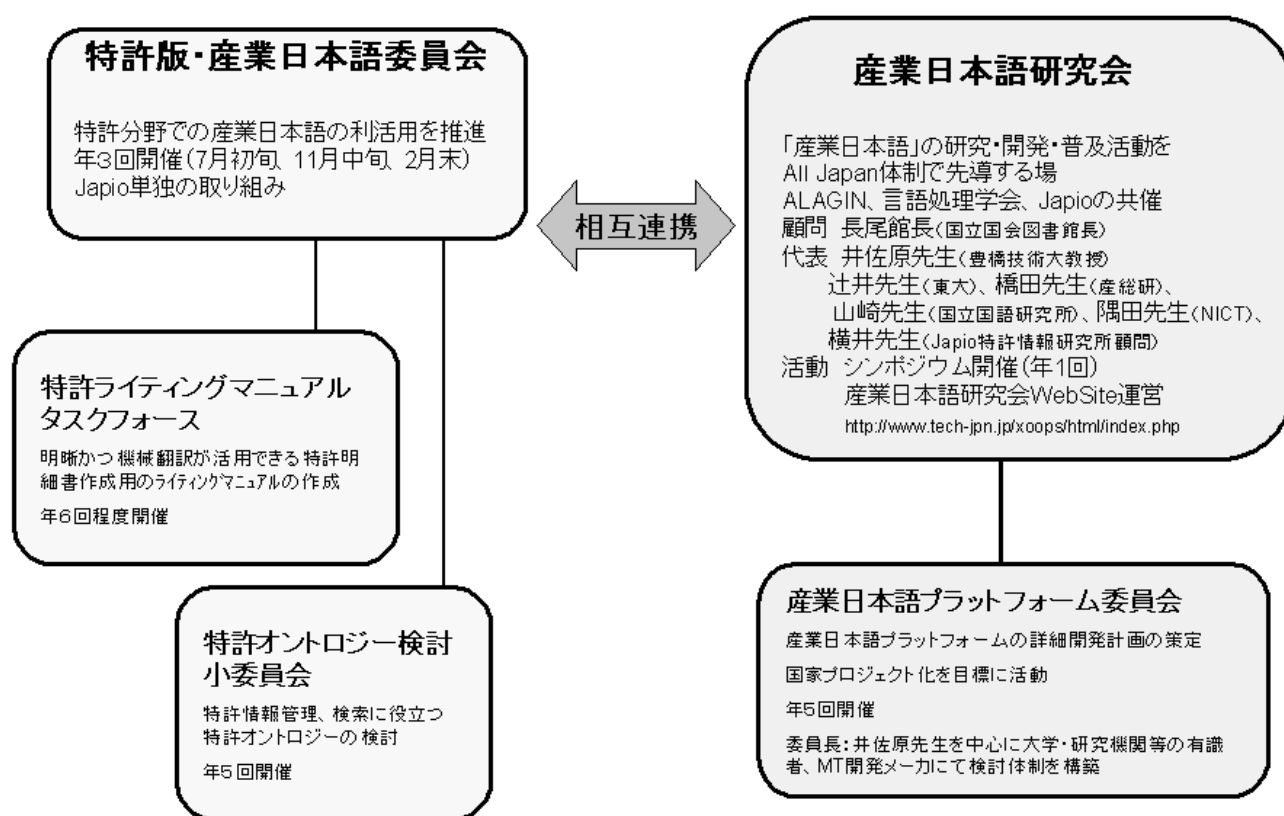 特許版・産業日本語委員会
特許分野での産業日本語の利活用を推進
年3回開催(7月初旬、11月中旬、2月末)
Japio単独の取り組み
相互連携
産業日本語研究会
「産業日本語」の研究・開発・普及活動を
All Japan体制で先導する場
ALAGIN、言語処理学会、Japioの共催
顧問 長尾館長(国立国会図書館長)
代表 井佐原先生(豊橋技術大教授)
辻井先生(東大)、橋田先生(産総研)、
山崎先生(国立国語研究所)、隅田先生(NICT)、
横井先生(Japio特許情報研究所顧問)
活動 シンポジウム開催(年1回)
産業日本語研究会WebSite運営
http://www.tech-jpn.jp/xoops/html/index.php
特許ライティングマニュアル
タスクフォース
明晰かつ機械翻訳が活用できる特許明
細書作成用のライティングマニュアルの作成
年6回程度開催
特許オントロジー検討
小委員会
特許情報管理、検索に役立つ
特許オントロジーの検討
年5回開催
産業日本語プラットフォーム委員会
産業日本語プラットフォームの詳細開発計画の策定
国家プロジェクト化を目標に活動
年5回開催
委員長:井佐原先生を中心に大学・研究機関等の有識
者、MT開発メーカにて検討体制を構築